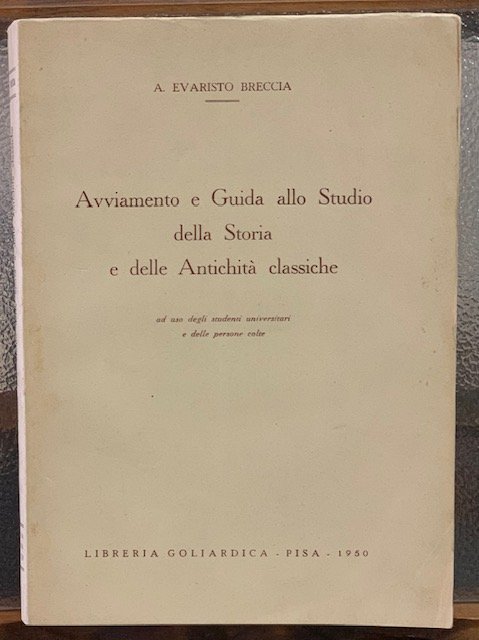 A. EVARISTO BRECCIA
Avviamento e Guida allo Studio
della Storia
e delle Antichità classiche
ad uso degli studenti universitari
e delle persone colte
LIBRERIA GOLIARDICA - PISA - 1950